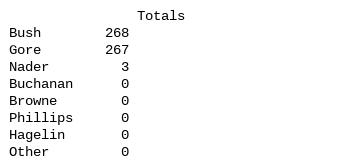 Totals
Bush 268
Gore 267
Nader 3
Buchanan 0
Browne 0
Phillips 0
Hagelin 0
Other 0